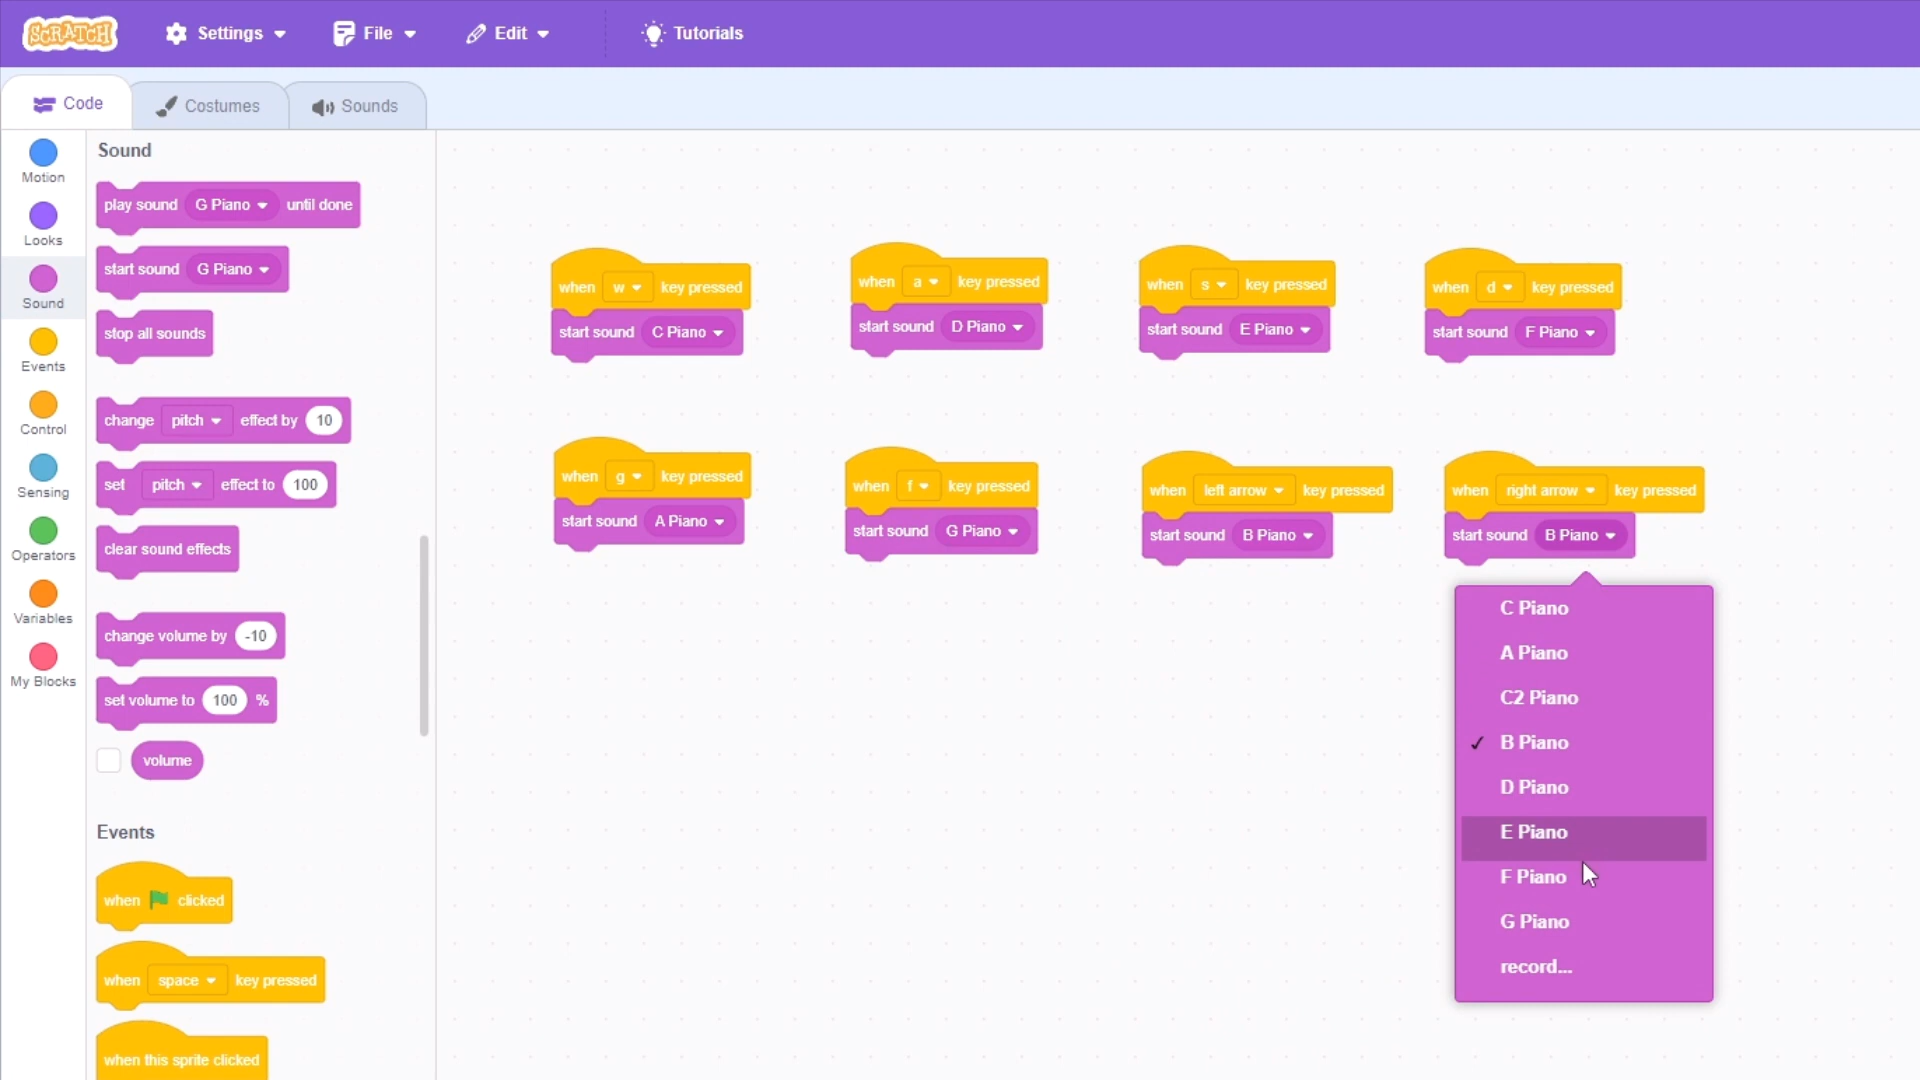 SCRATCH Settings File Edit Tutorials
Code Costumes Sounds
Motion
Looks
Sound
Events
Control
Sensing
Operators
Variables
My Blocks
Sound
play sound G Piano until done
start sound G Piano
stop all sounds
change pitch effect by 10
set pitch effect to 100
clear sound effects
change volume by -10
set volume to 100 %
volume
Events
when clicked
when space key pressed
when this sprite clicked
when w key pressed
start sound C Piano
when a key pressed
start sound D Piano
when s key pressed
start sound E Piano
when d key pressed
start sound F Piano
when g key pressed
start sound A Piano
when f key pressed
start sound G Piano
when left arrow key pressed
start sound B Piano
when right arrow key pressed
start sound B Piano
C Piano
A Piano
C2 Piano
✓ B Piano
D Piano
E Piano
F Piano
G Piano
record...